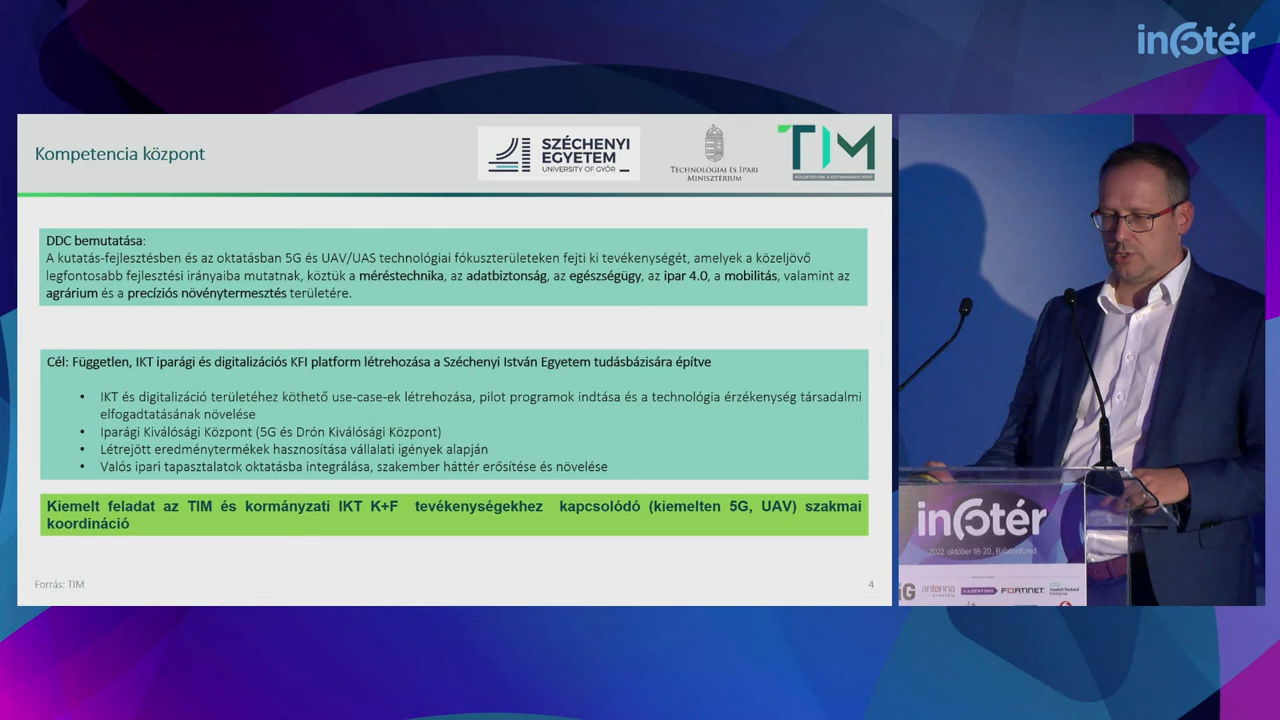 infotér
Kompetencia központ
SZÉCHENYI
EGYETEM
UNIVERSITY OF GYŐR
TECHNOLÓGIAI ÉS IPARI
MINISZTÉRIUM
TIM
DDC bemutatása:
A kutatás-fejlesztésben és az oktatásban 5G és UAV/UAS technológiai fókuszterületeken fejti ki tevékenységét, amelyek a közeljövő
legfontosabb fejlesztési irányaiba mutatnak, köztük a méréstechnika, az adatbiztonság, az egészségügy, az ipar 4.0, a mobilitás, valamint az
agrárium és a precíziós növénytermesztés területére.
Cél: Független, IKT iparági és digitalizációs KFI platform létrehozása a Széchenyi István Egyetem tudásbázisára építve
• IKT és digitalizáció területéhez köthető use-case-ek létrehozása, pilot programok indtása és a technológia érzékenység társadalmi
elfogadtatásának növelése
• Iparági Kiválósági Központ (5G és Drón Kiválósági Központ)
• Létrejött eredménytermékek hasznosítása vállalati igények alapján
• Valós ipari tapasztalatok oktatásba integrálása, szakember háttér erősítése és növelése
Kiemelt feladat az TIM és kormányzati IKT K+F tevékenységekhez kapcsolódó (kiemelten 5G, UAV) szakmai
koordináció
Forrás: TIM
4
infotér
2022. október 18-20., Balatonfüred
antenna
FORTINET
Hewlett Packard
Enterprise